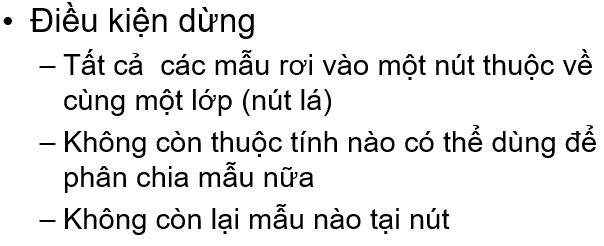 • Điều kiện dừng
– Tất cả  các mẫu rơi vào một nút thuộc về
cùng một lớp (nút lá)
– Không còn thuộc tính nào có thể dùng để
phân chia mẫu nữa
– Không còn lại mẫu nào tại nút